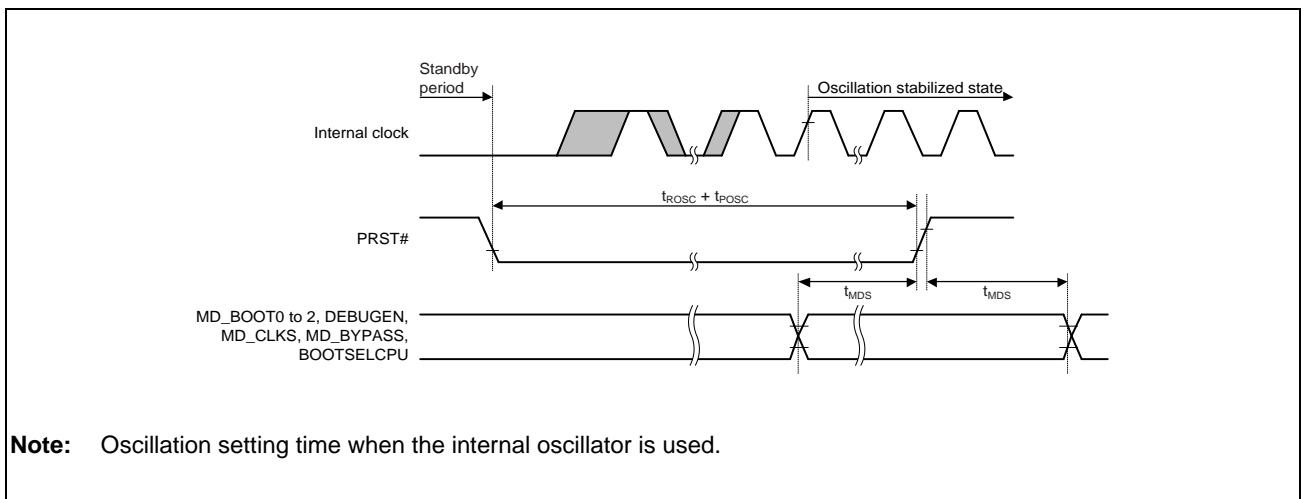 Standby
period
Oscillation stabilized state
Internal clock
tROSC + tPOSC
PRST#
tMDS
tMDS
MD_BOOT0 to 2, DEBUGEN,
MD_CLKS, MD_BYPASS,
BOOTSELCPU
Note: Oscillation setting time when the internal oscillator is used.